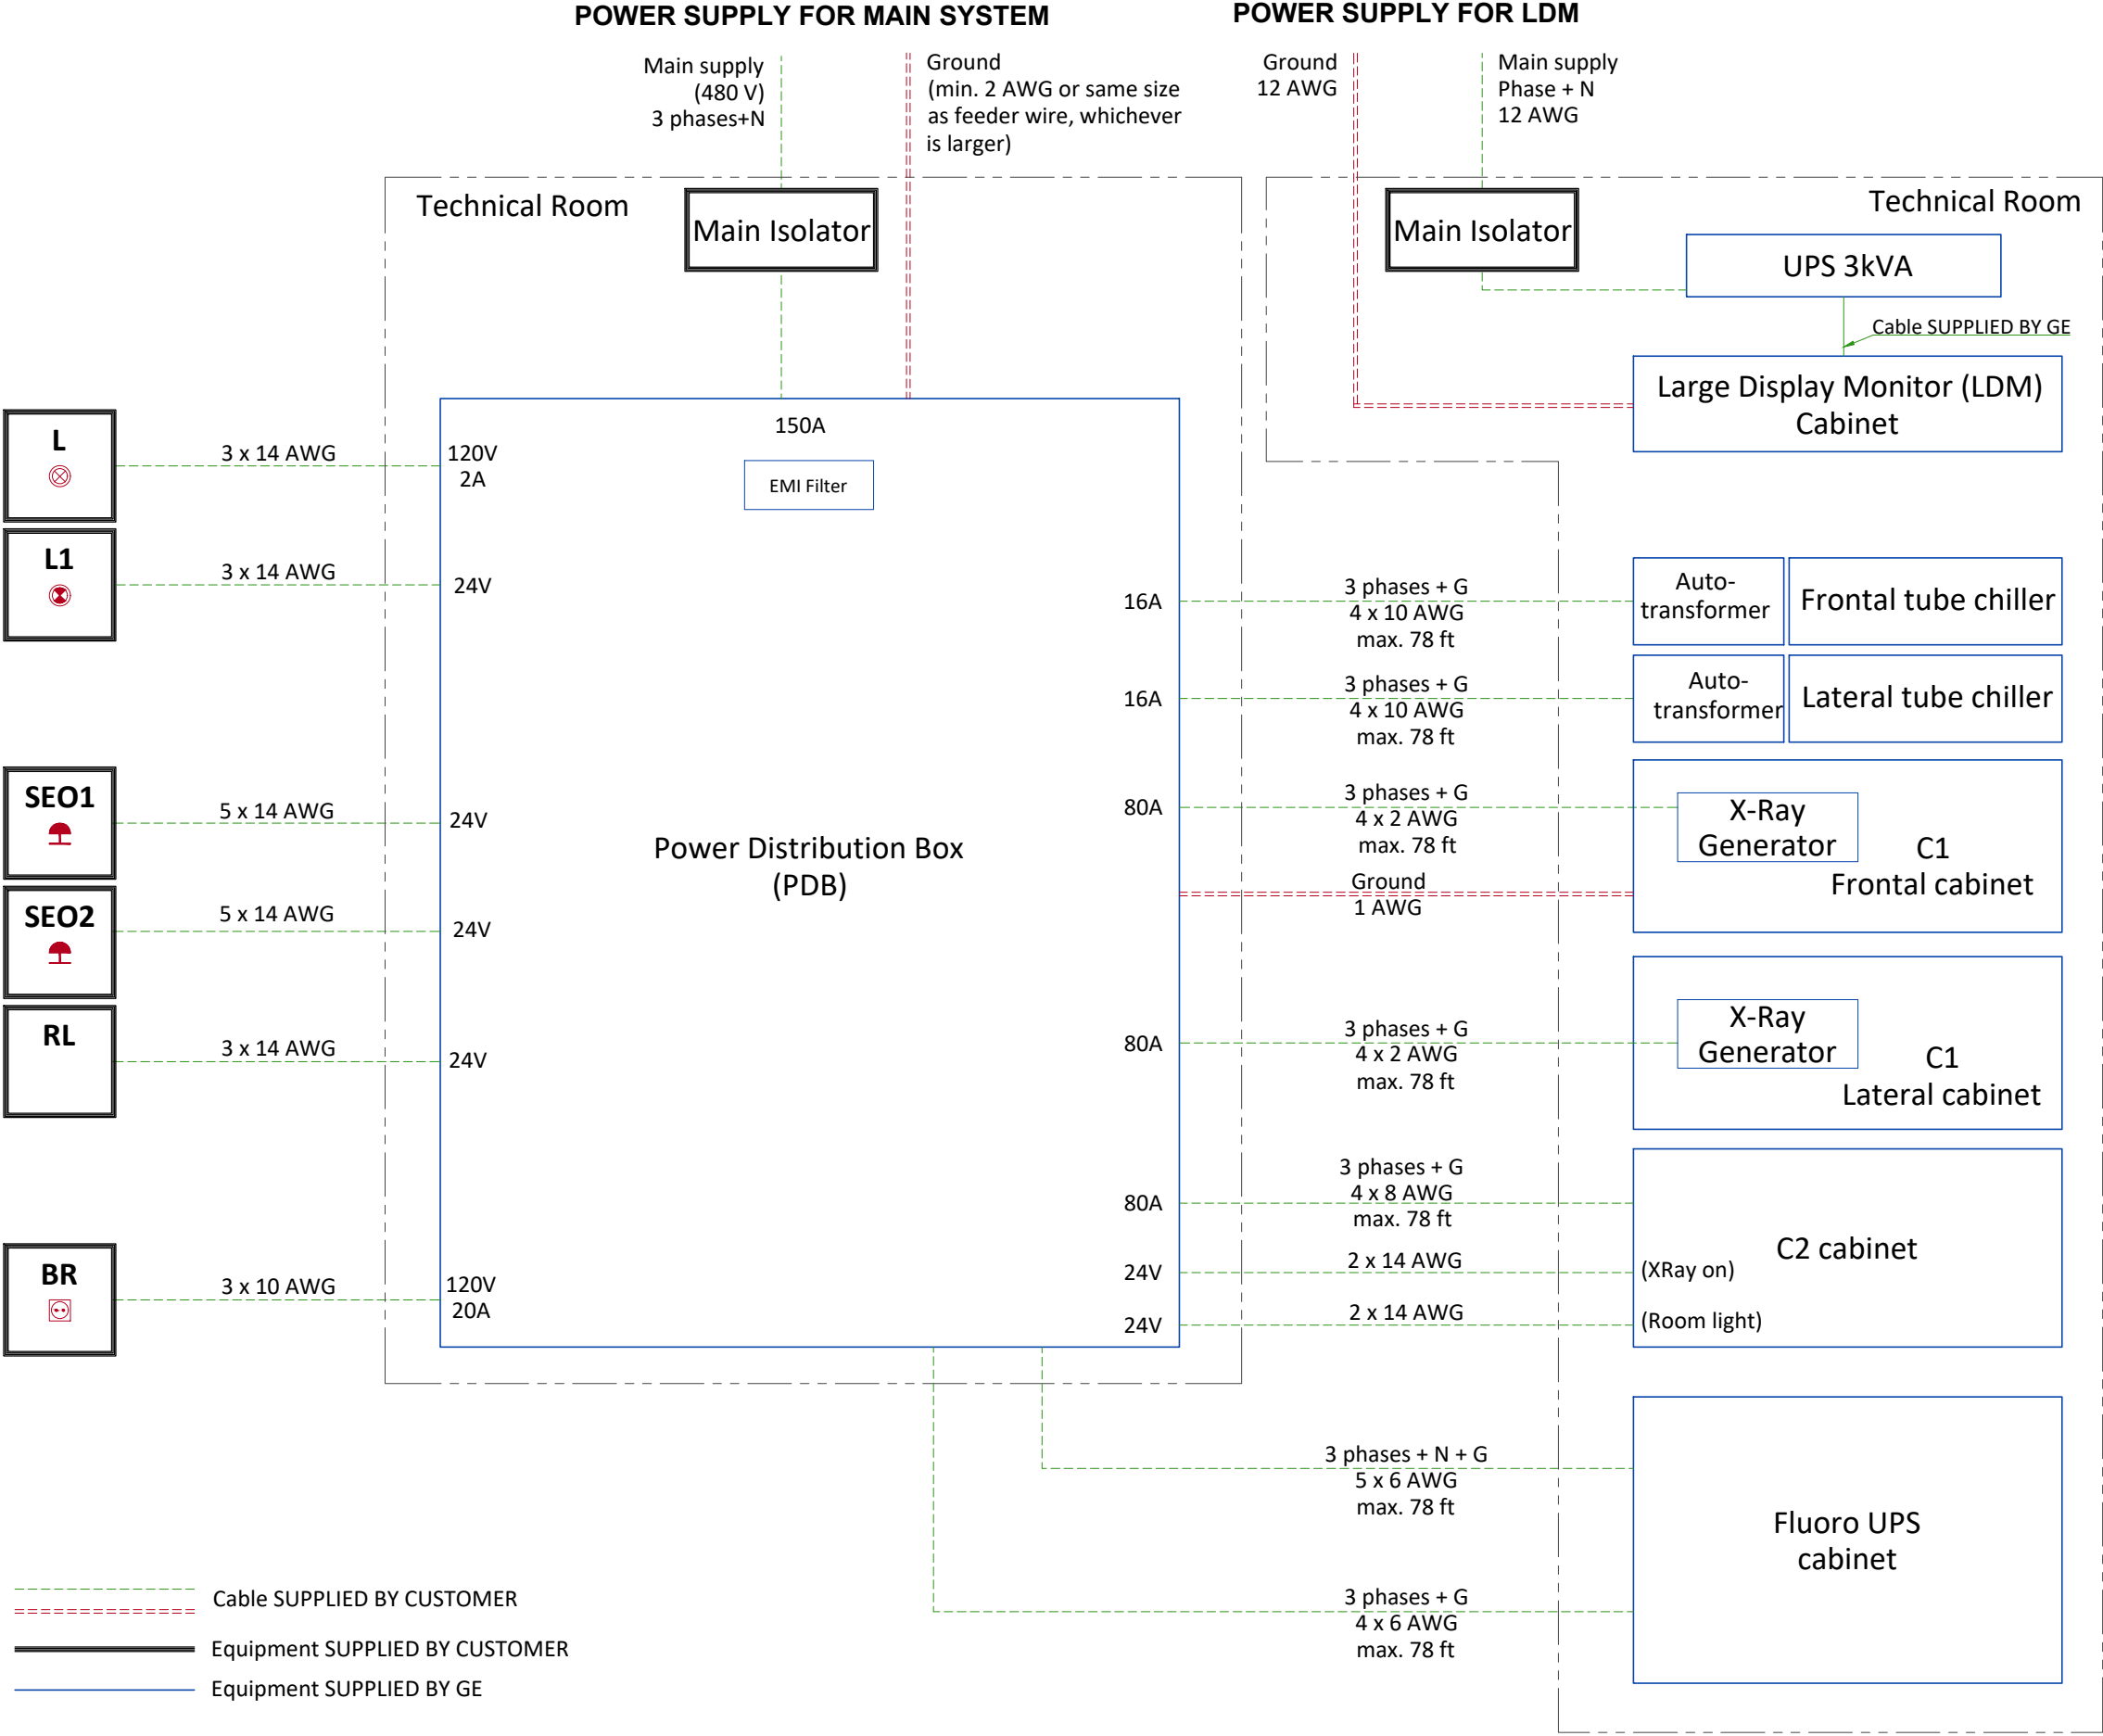 POWER SUPPLY FOR MAIN SYSTEM
POWER SUPPLY FOR LDM
Main supply
(480 V)
3 phases+N
Ground
(min. 2 AWG or same size
as feeder wire, whichever
is larger)
Ground
12 AWG
Main supply
Phase + N
12 AWG
Technical Room
Main Isolator
Main Isolator
Technical Room
UPS 3kVA
Cable SUPPLIED BY GE
Large Display Monitor (LDM)
Cabinet
L
3 x 14 AWG
120V
2A
150A
EMI Filter
L1
3 x 14 AWG
24V
16A
3 phases + G
4 x 10 AWG
max. 78 ft
Auto-
transformer
Frontal tube chiller
16A
3 phases + G
4 x 10 AWG
max. 78 ft
Auto-
transformer
Lateral tube chiller
SEO1
5 x 14 AWG
24V
Power Distribution Box
(PDB)
80A
3 phases + G
4 x 2 AWG
max. 78 ft
X-Ray
Generator
C1
Frontal cabinet
Ground
1 AWG
SEO2
5 x 14 AWG
24V
RL
3 x 14 AWG
24V
80A
3 phases + G
4 x 2 AWG
max. 78 ft
X-Ray
Generator
C1
Lateral cabinet
80A
3 phases + G
4 x 8 AWG
max. 78 ft
C2 cabinet
24V
2 x 14 AWG
(XRay on)
24V
2 x 14 AWG
(Room light)
BR
3 x 10 AWG
120V
20A
3 phases + N + G
5 x 6 AWG
max. 78 ft
Fluoro UPS
cabinet
3 phases + G
4 x 6 AWG
max. 78 ft
Cable SUPPLIED BY CUSTOMER
Equipment SUPPLIED BY CUSTOMER
Equipment SUPPLIED BY GE